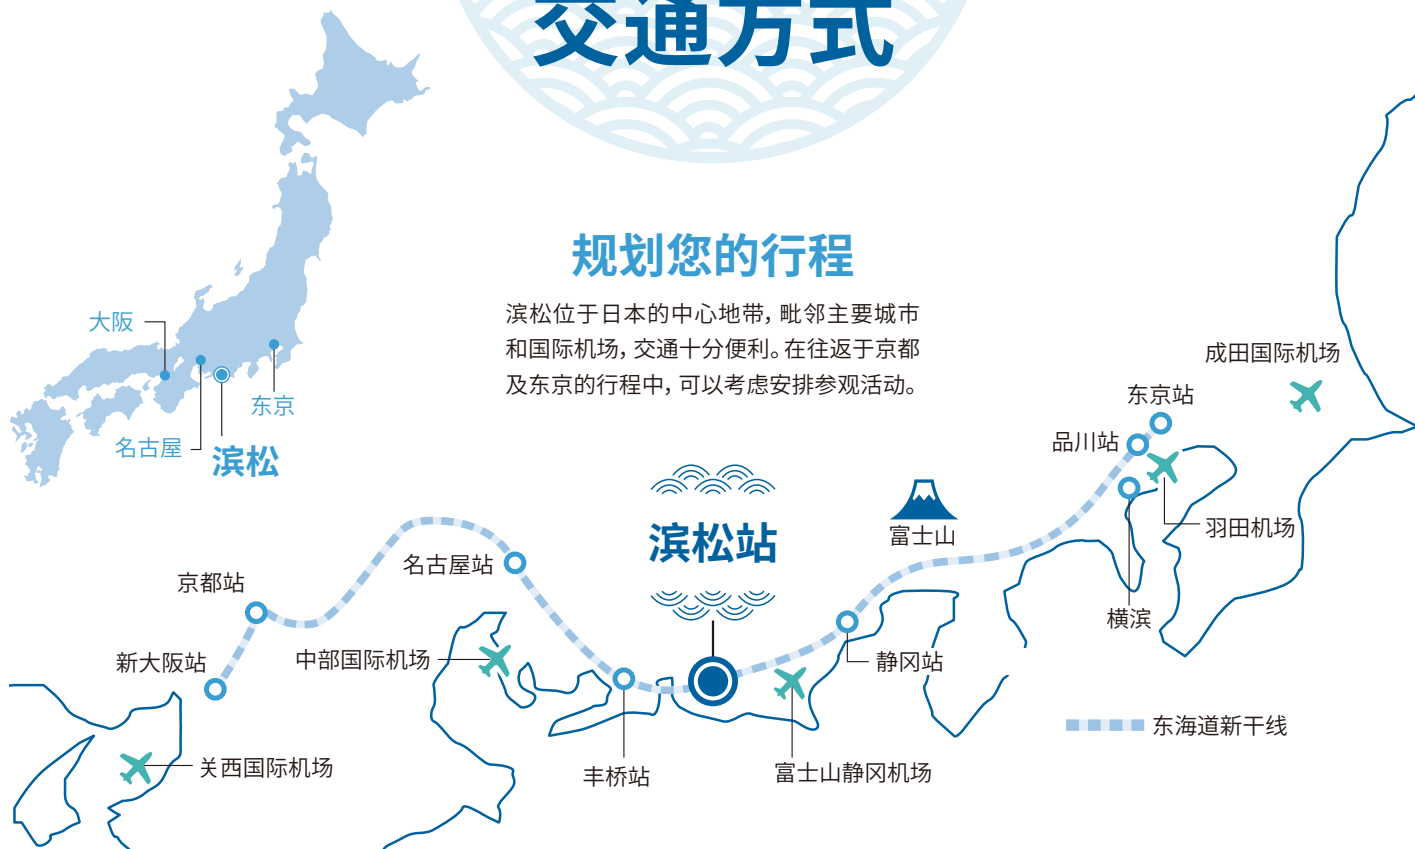 交通方式
规划您的行程
滨松位于日本的中心地带，毗邻主要城市
和国际机场，交通十分便利。在往返于京都
及东京的行程中，可以考虑安排参观活动。
大阪
东京
名古屋
滨松
成田国际机场
东京站
品川站
羽田机场
横滨
富士山
滨松站
名古屋站
京都站
新大阪站
中部国际机场
静冈站
关西国际机场
丰桥站
富士山静冈机场
东海道新干线